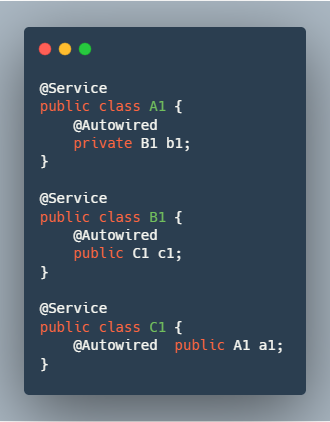 @Service
public class A1 {
    @Autowired
    private B1 b1;
}

@Service
public class B1 {
    @Autowired
    public C1 c1;
}

@Service
public class C1 {
    @Autowired  public A1 a1;
}